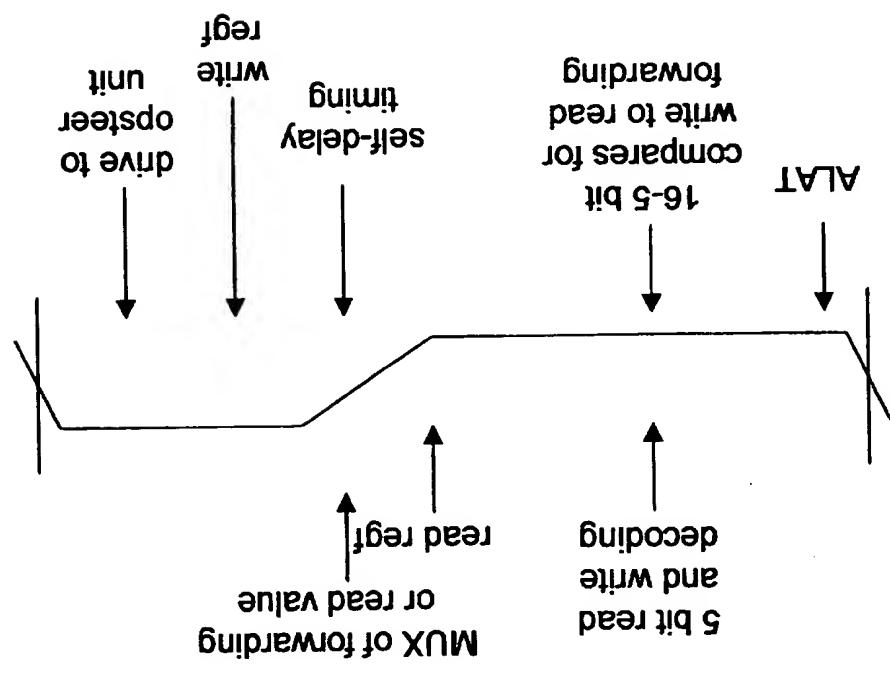 5 bit read
and write
decoding
MUX of forwarding
or read value
read regf
ALAT
16-5 bit
compares for
write to read
forwarding
self-delay
timing
write
regf
drive to
opsteer
unit